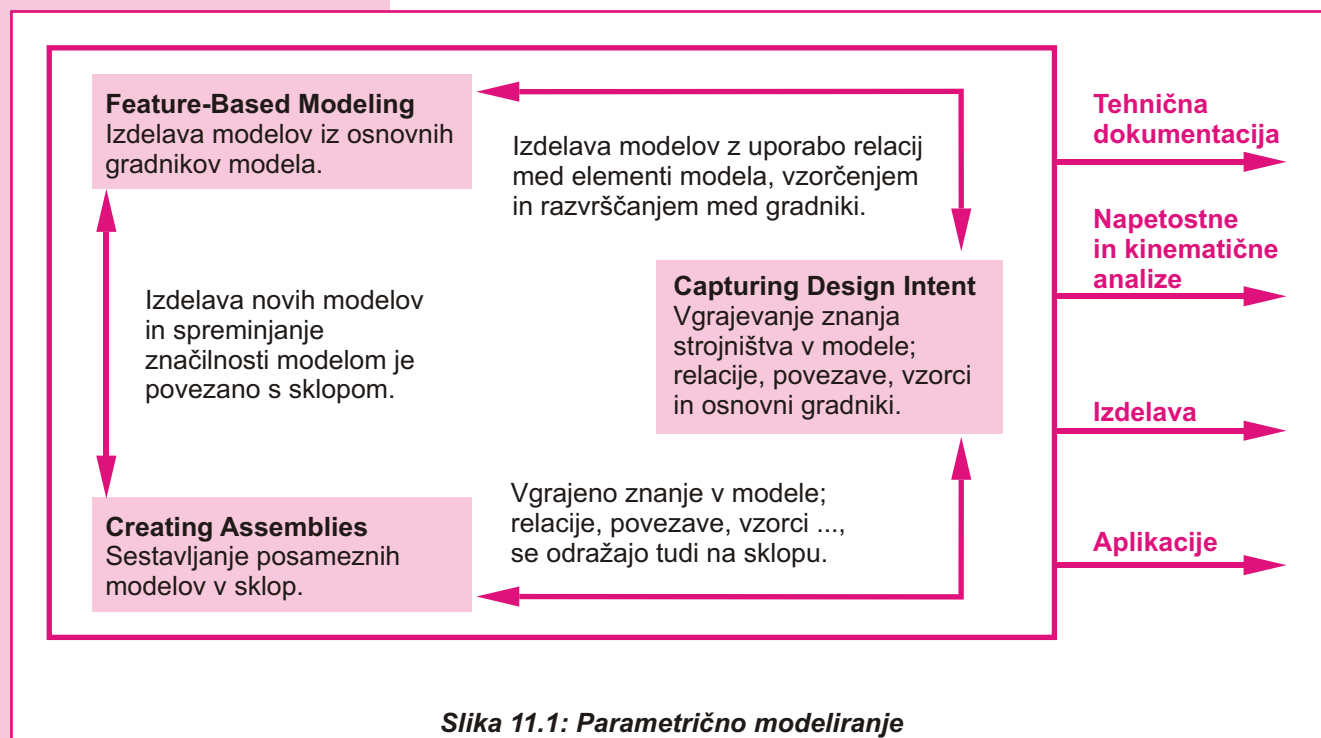 Feature-Based Modeling
Izdelava modelov iz osnovnih
gradnikov modela.
Izdelava modelov z uporabo relacij
med elementi modela, vzorčenjem
in razvrščanjem med gradniki.
Izdelava novih modelov
in spreminjanje
značilnosti modelom je
povezano s sklopom.
Capturing Design Intent
Vgrajevanje znanja
strojništva v modele;
relacije, povezave, vzorci
in osnovni gradniki.
Creating Assemblies
Sestavljanje posameznih
modelov v sklop.
Vgrajeno znanje v modele;
relacije, povezave, vzorci ...,
se odražajo tudi na sklopu.
Tehnična
dokumentacija
Napetostne
in kinematične
analize
Izdelava
Aplikacije
Slika 11.1: Parametrično modeliranje